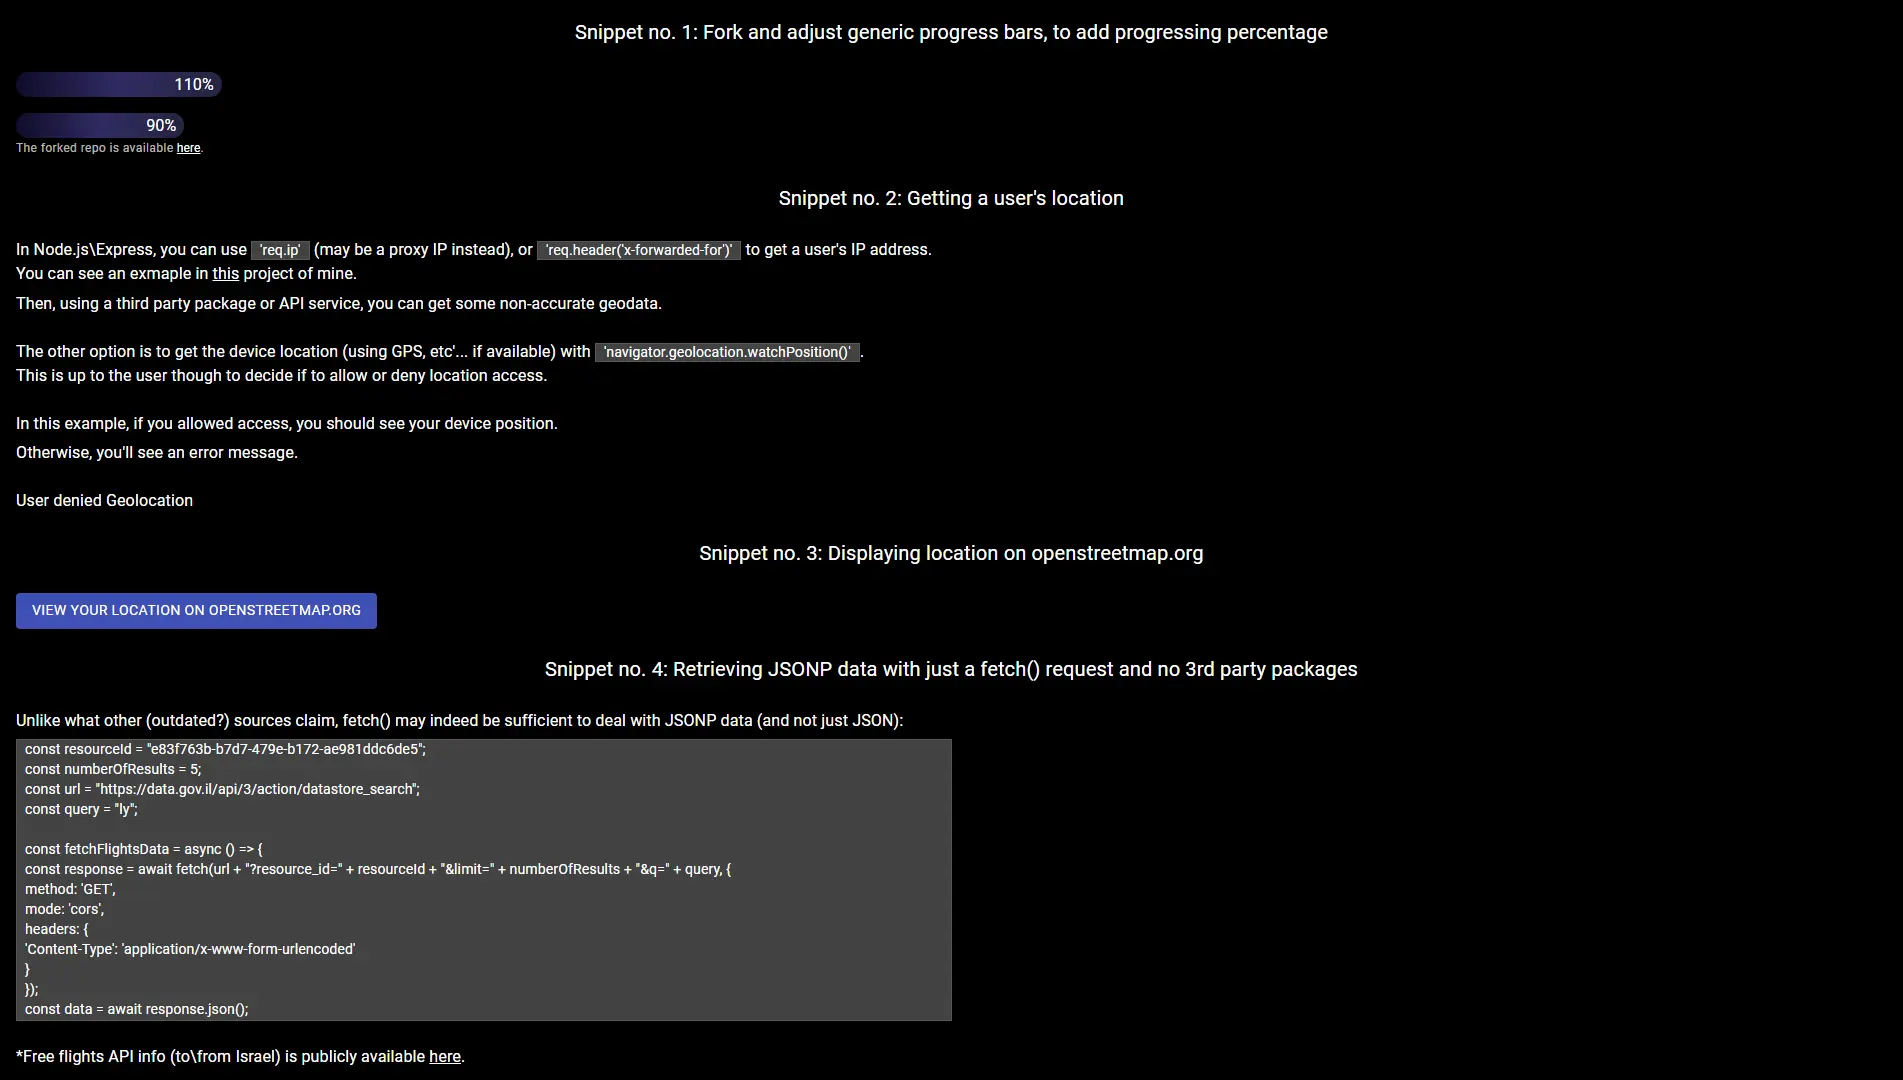 Snippet no. 1: Fork and adjust generic progress bars, to add progressing percentage
110%
90%
The forked repo is available here.
Snippet no. 2: Getting a user's location
In Node.js\Express, you can use 'req.ip' (may be a proxy IP instead), or 'req.header('x-forwarded-for')' to get a user's IP address.
You can see an exmaple in this project of mine.
Then, using a third party package or API service, you can get some non-accurate geodata.
The other option is to get the device location (using GPS, etc'... if available) with 'navigator.geolocation.watchPosition()' .
This is up to the user though to decide if to allow or deny location access.
In this example, if you allowed access, you should see your device position.
Otherwise, you'll see an error message.
User denied Geolocation
Snippet no. 3: Displaying location on openstreetmap.org
VIEW YOUR LOCATION ON OPENSTREETMAP.ORG
Snippet no. 4: Retrieving JSONP data with just a fetch() request and no 3rd party packages
Unlike what other (outdated?) sources claim, fetch() may indeed be sufficient to deal with JSONP data (and not just JSON):
const resourceId = "e83f763b-b7d7-479e-b172-ae981ddc6de5";
const numberOfResults = 5;
const url = "https://data.gov.il/api/3/action/datastore_search";
const query = "ly";
const fetchFlightsData = async () => {
const response = await fetch(url + "?resource_id=" + resourceId + "&limit=" + numberOfResults + "&q=" + query, {
method: 'GET',
mode: 'cors',
headers: {
'Content-Type': 'application/x-www-form-urlencoded'
}
});
const data = await response.json();
*Free flights API info (to\from Israel) is publicly available here.